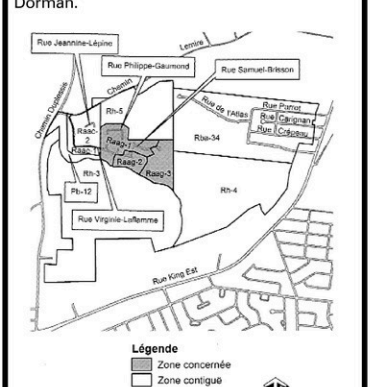 Dorman.
Rue Jeannine-Lépine
Rue Philippe-Gaumond
Rue Samuel-Brisson
Lemire
Chemin
Chemin Duplessis
Rh-5
Rue de l'Atlas
Rue Parrot
Rue Carignan
Rue Crépeau
Raac-2
Raac-1
Raag-1
Raag-2
Raag-3
Rba-34
Rh-3
Rh-4
Pb-12
Rue Virginie-Laflamme
Rue King Est
Légende
Zone concernée
Zone contiguë